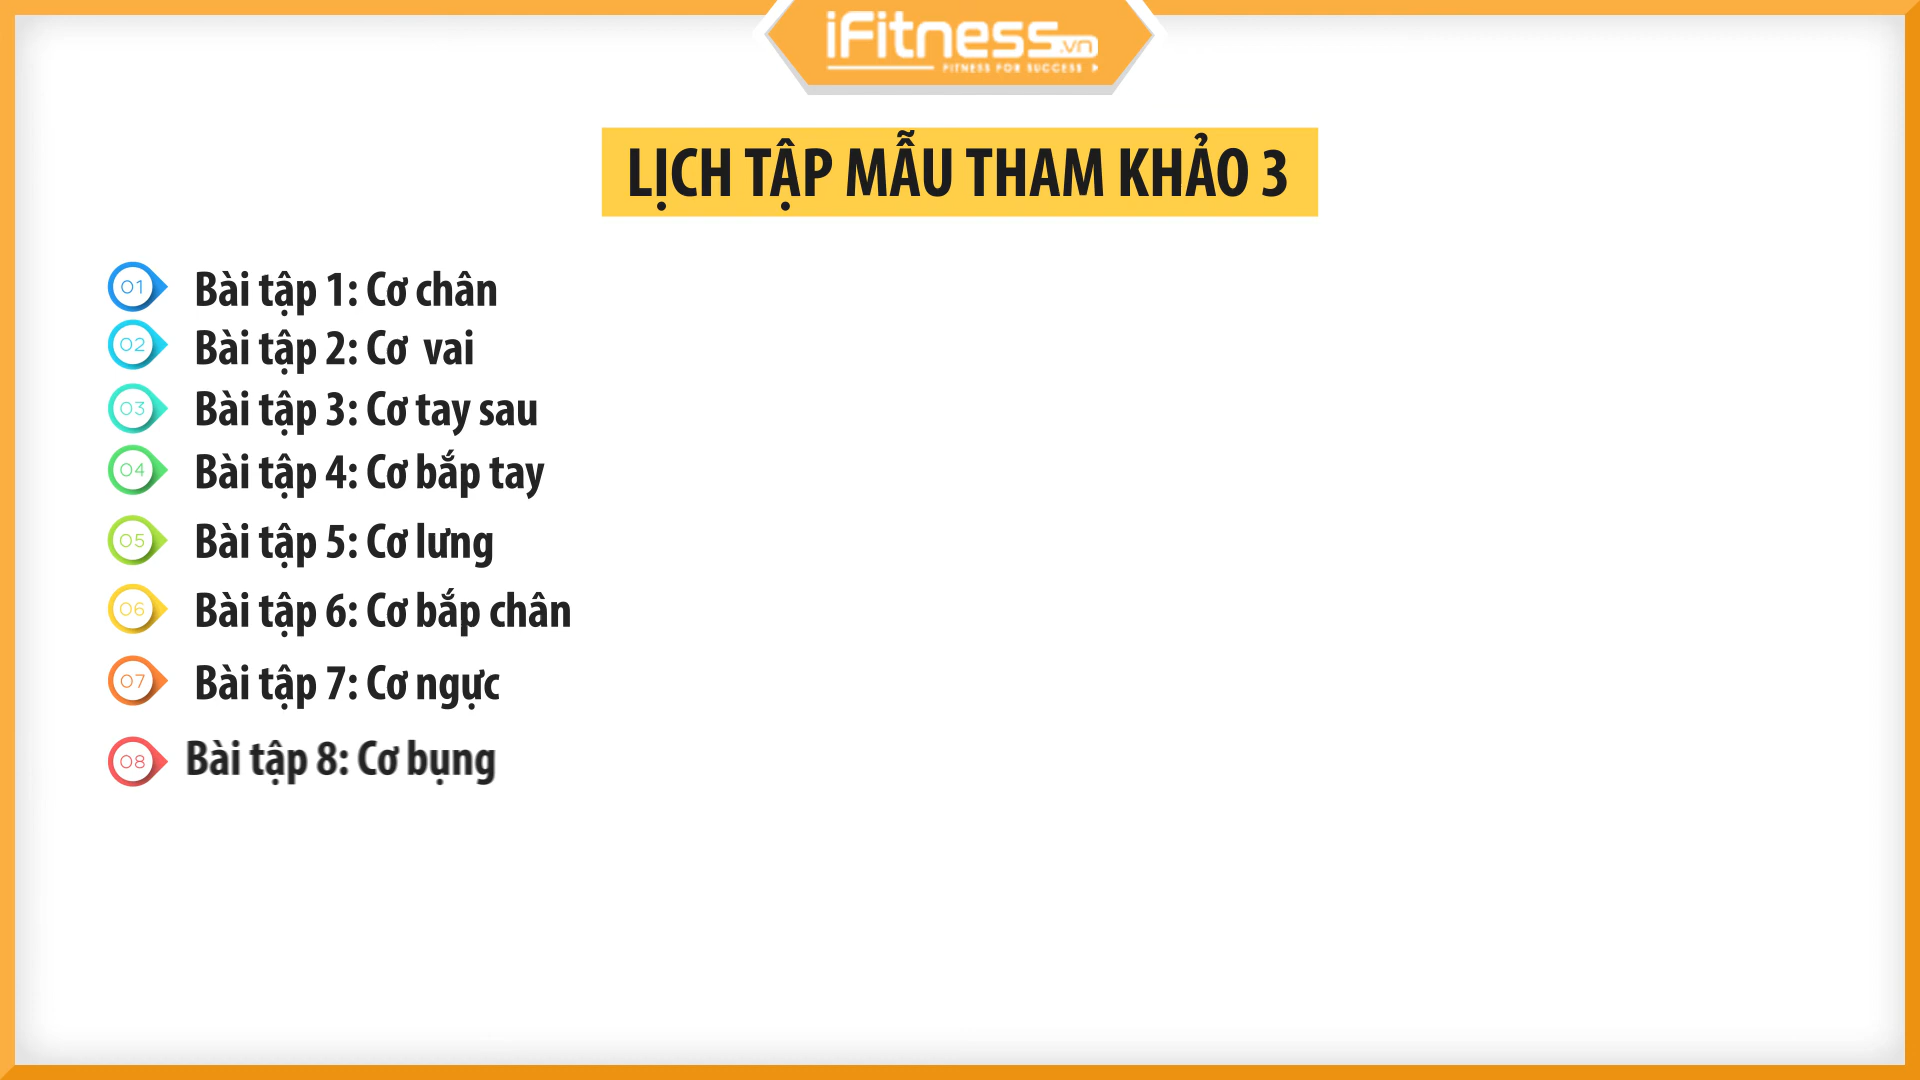 iFitness.vn
FITNESS FOR SUCCESS
LỊCH TẬP MẪU THAM KHẢO 3
01 Bài tập 1: Cơ chân
02 Bài tập 2: Cơ vai
03 Bài tập 3: Cơ tay sau
04 Bài tập 4: Cơ bắp tay
05 Bài tập 5: Cơ lưng
06 Bài tập 6: Cơ bắp chân
07 Bài tập 7: Cơ ngực
08 Bài tập 8: Cơ bụng